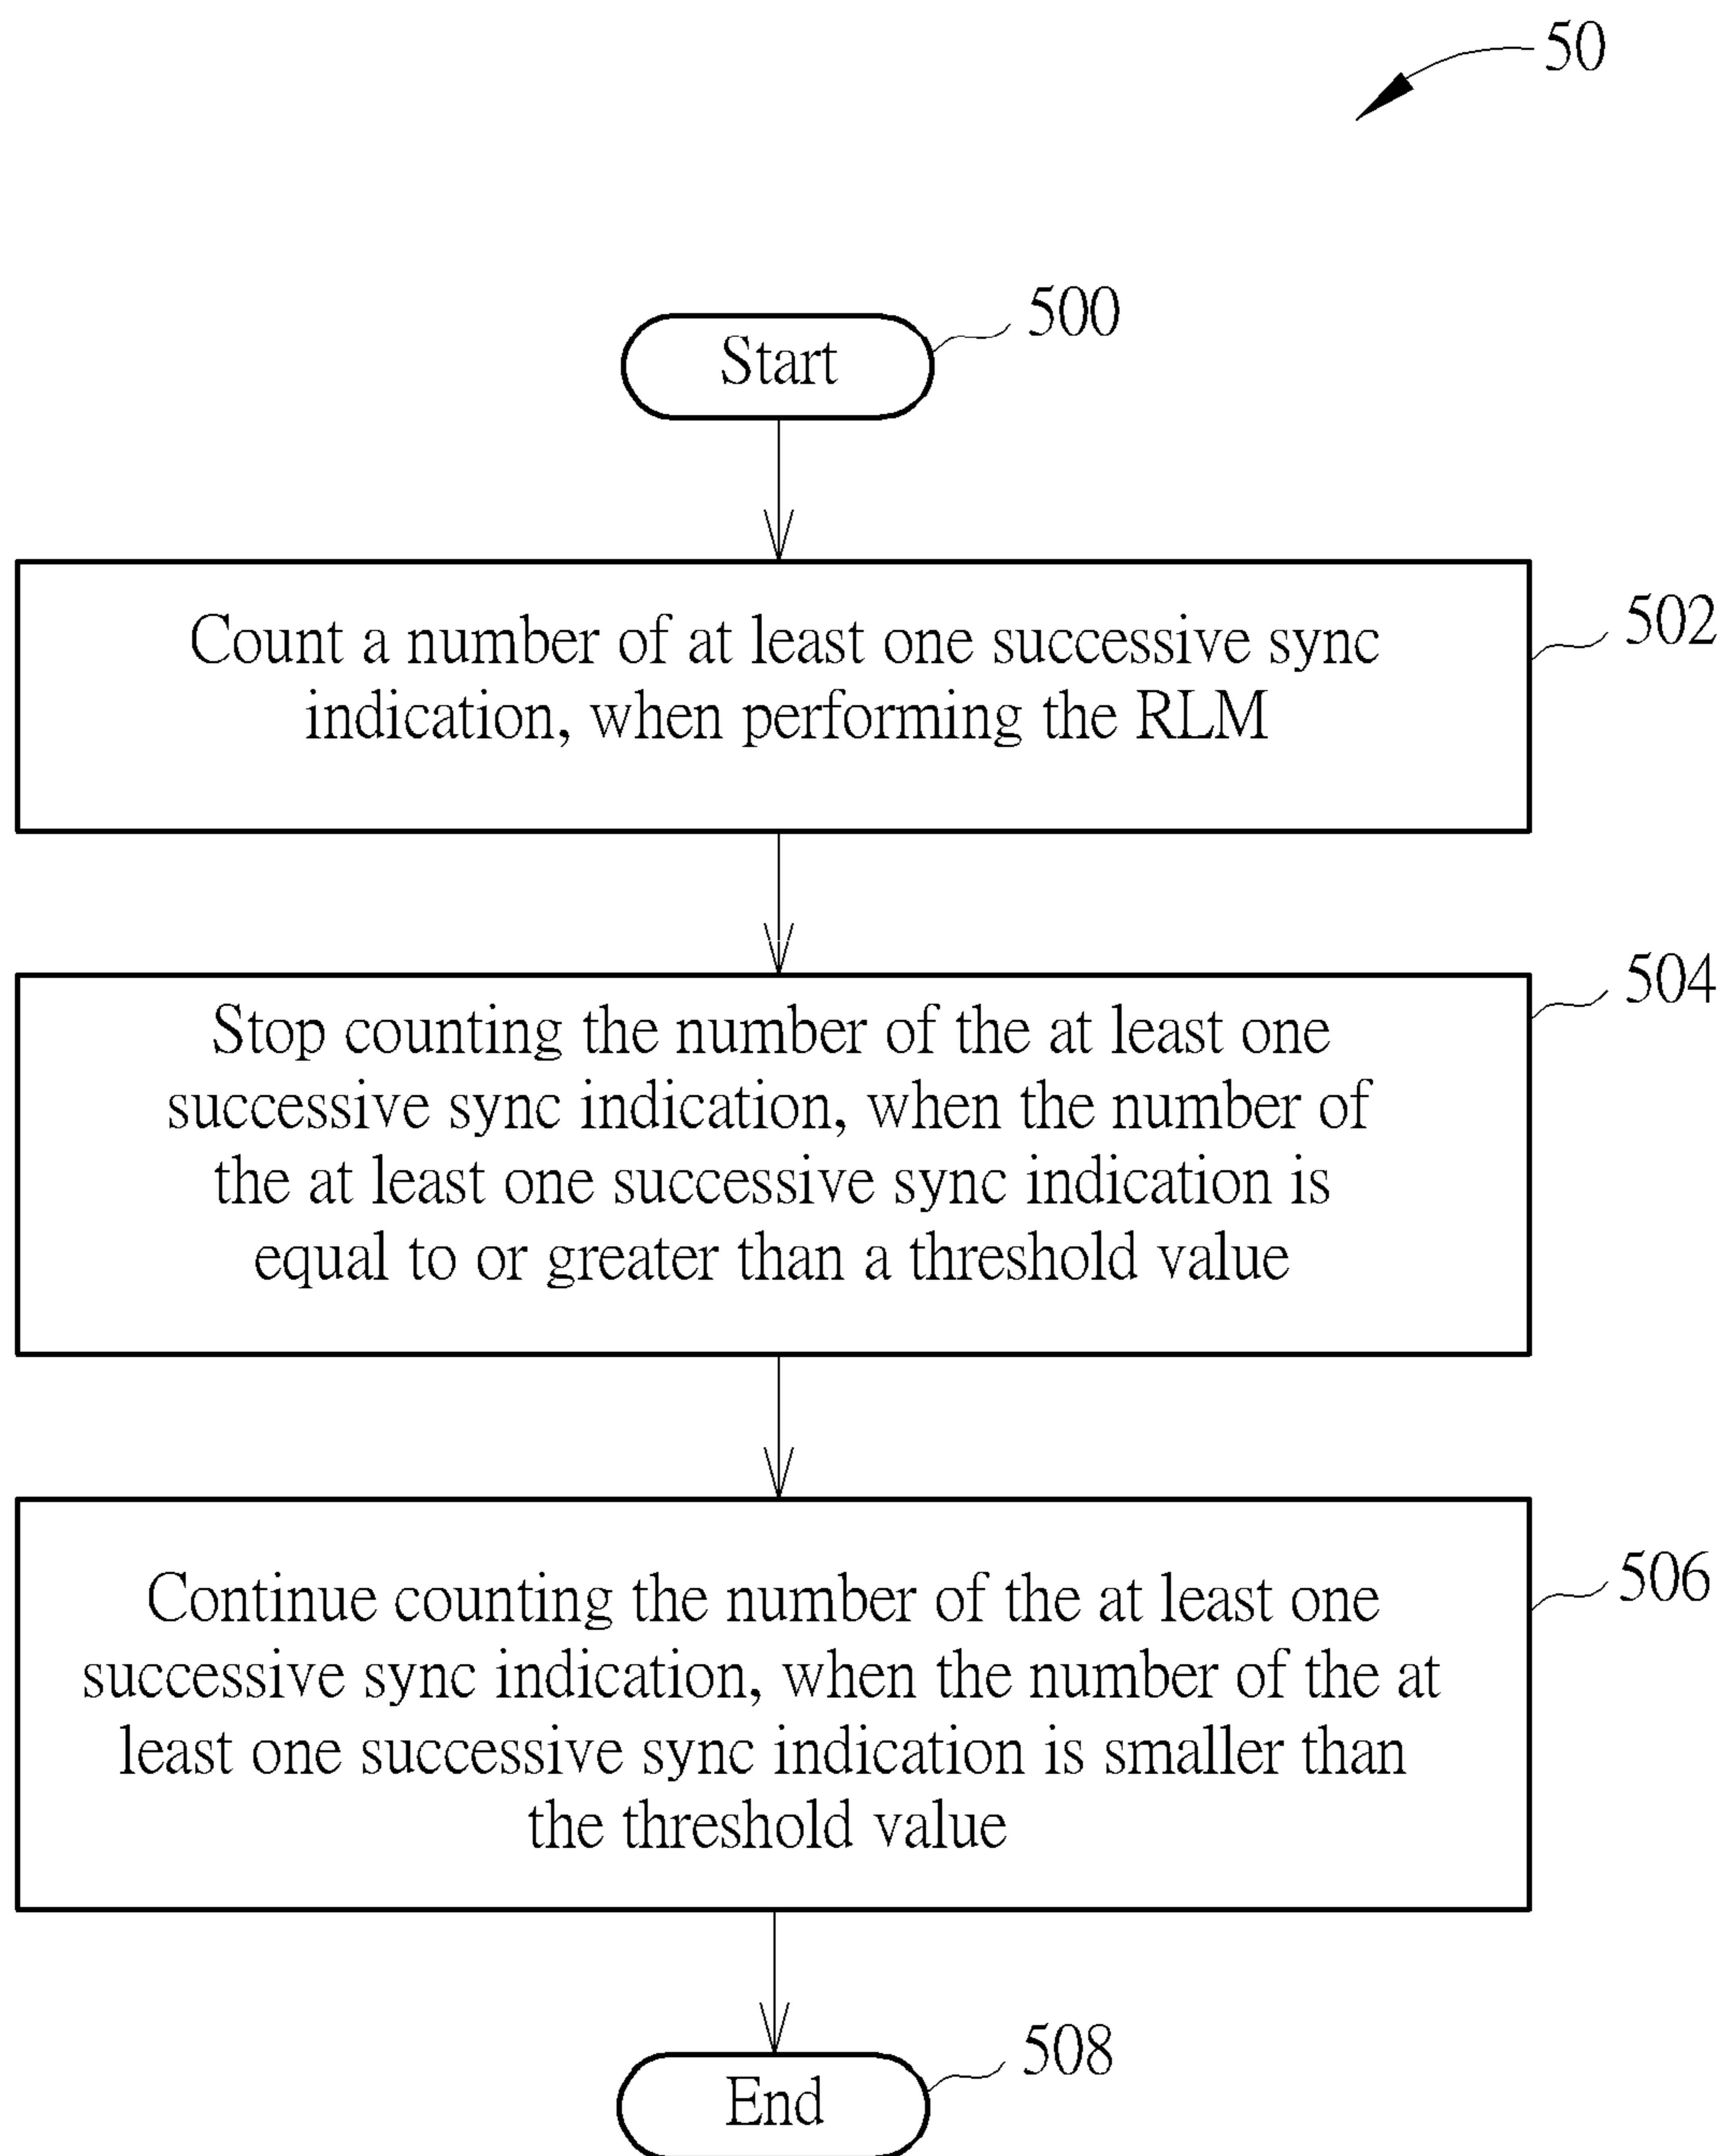 50
Start
500
Count a number of at least one successive sync
indication, when performing the RLM
502
Stop counting the number of the at least one
successive sync indication, when the number of
the at least one successive sync indication is
equal to or greater than a threshold value
504
Continue counting the number of the at least one
successive sync indication, when the number of the at
least one successive sync indication is smaller than
the threshold value
506
End
508